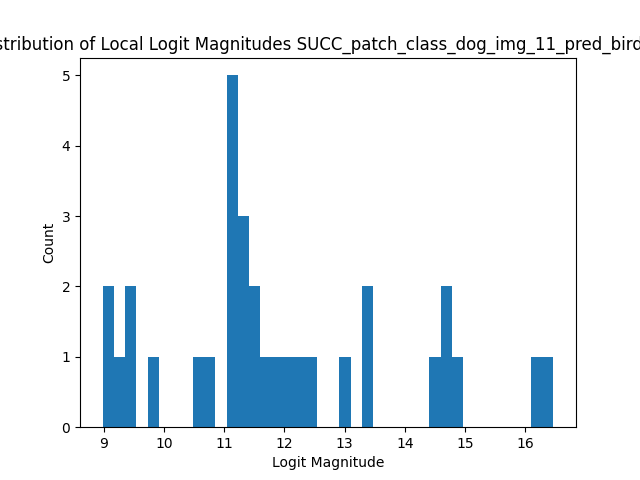 stribution of Local Logit Magnitudes SUCC_patch_class_dog_img_11_pred_bird
5
4
3
2
1
0
Count
9 10 11 12 13 14 15 16
Logit Magnitude